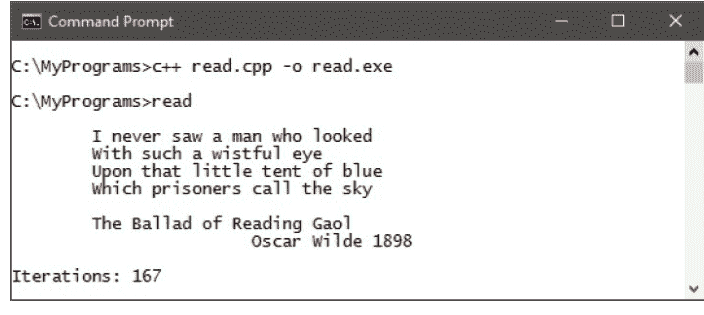 Command Prompt
C:\MyPrograms>c++ read.cpp -o read.exe
C:\MyPrograms>read
I never saw a man who looked
With such a wistful eye
Upon that little tent of blue
Which prisoners call the sky
The Ballad of Reading Gaol
Oscar Wilde 1898
Iterations: 167